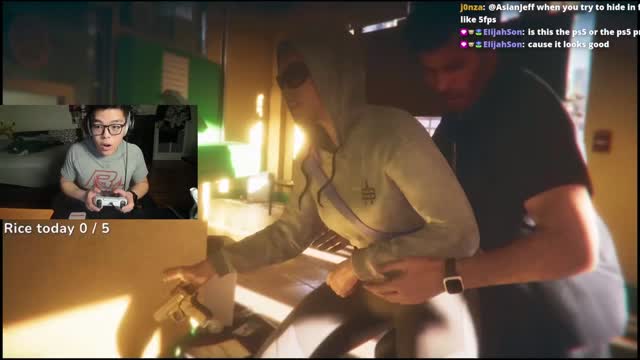 j0nza: @AsianJeff when you try to hide in
like 5fps
ElijahSon: is this the ps5 or the ps5
ElijahSon: cause it looks good
Rice today 0 / 5